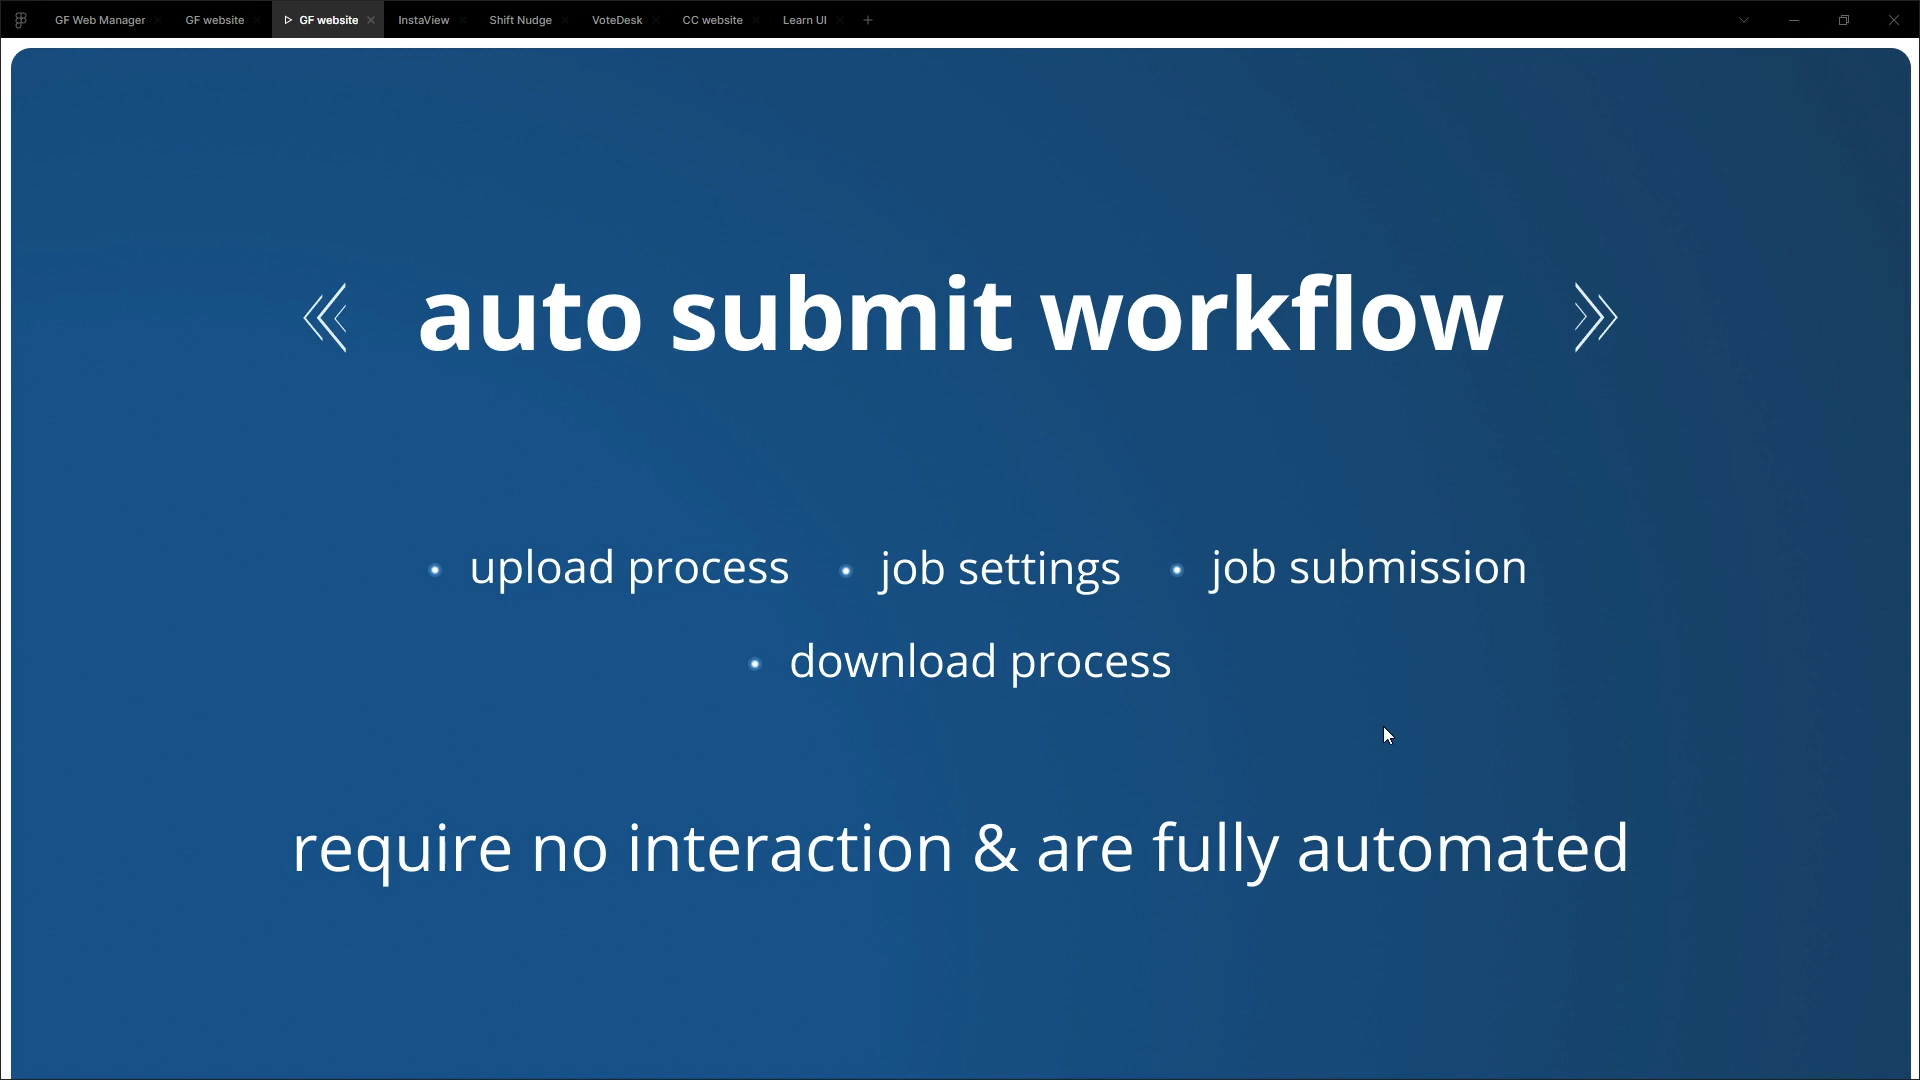 GF Web Manager GF website GF website InstaView Shift Nudge VoteDesk CC website Learn UI
auto submit workflow
• upload process • job settings • job submission
• download process
require no interaction & are fully automated